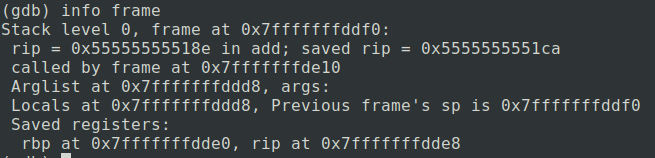 (gdb) info frame
Stack level 0, frame at 0x7fffffffddf0:
 rip = 0x55555555518e in add; saved rip = 0x5555555551ca
 called by frame at 0x7fffffffde10
 Arglist at 0x7fffffffddd8, args:
 Locals at 0x7fffffffddd8, Previous frame's sp is 0x7fffffffddf0
 Saved registers:
  rbp at 0x7fffffffdde0, rip at 0x7fffffffdde8
(gdb)